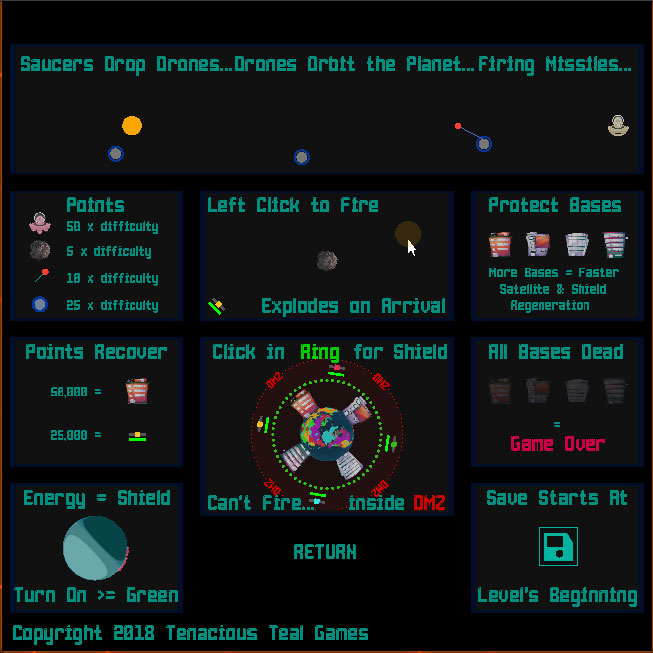 Saucers Drop Drones...Drones Orbit the Planet...Firing Missiles...
Points
50 x difficulty
5 x difficulty
10 x difficulty
25 x difficulty
Left Click to Fire
Explodes on Arrival
Protect Bases
More Bases = Faster
Satellite & Shield
Regeneration
Points Recover
50,000 =
25,000 =
Click in Ring for Shield
DMZ
DMZ
DMZ
DMZ
Can't Fire... inside DMZ
All Bases Dead
=
Game Over
Energy = Shield
Turn On >= Green
RETURN
Save Starts At
Level's Beginning
Copyright 2018 Tenacious Teal Games